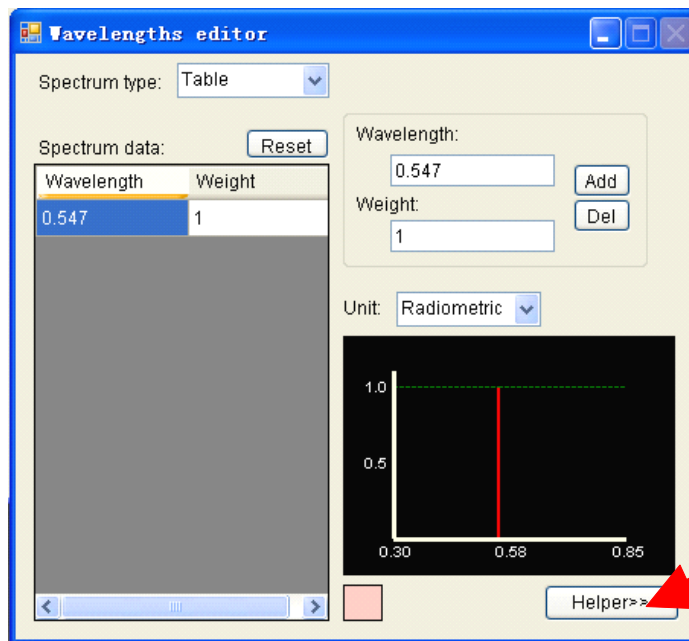 Wavelengths editor
Spectrum type:
Table
Spectrum data:
Reset
Wavelength Weight
0.547 1
Wavelength:
0.547
Weight:
1
Add
Del
Unit:
Radiometric
1.0
0.5
0.30 0.58 0.85
Helper>>